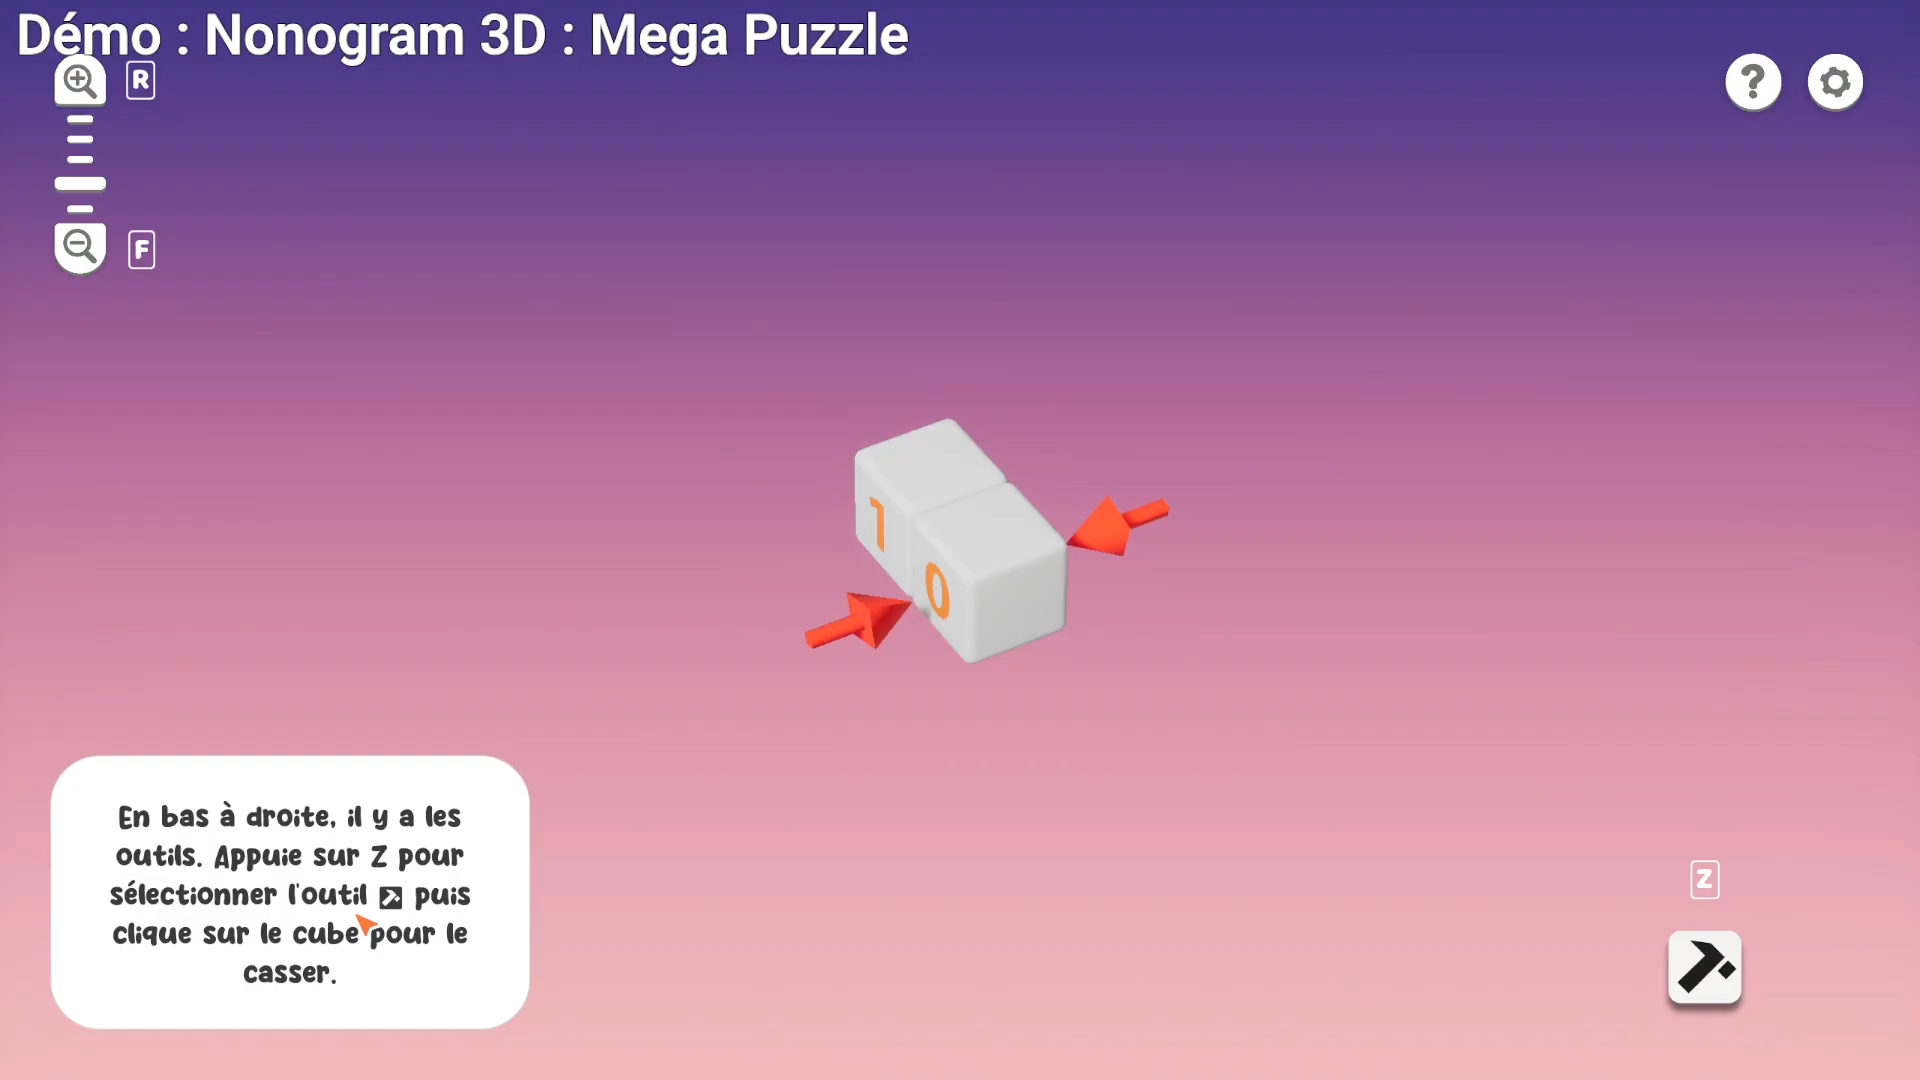 Démo : Nonogram 3D : Mega Puzzle
R
F
1
0
En bas à droite, il y a les
outils. Appuie sur Z pour
sélectionner l'outil puis
clique sur le cube pour le
casser.
Z